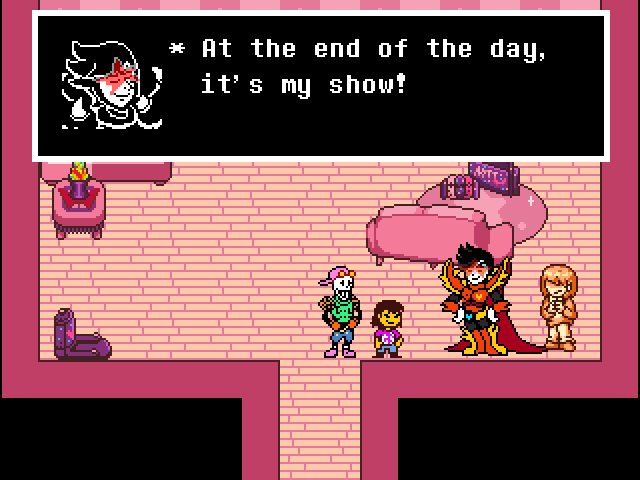 * At the end of the day,
it's my show!